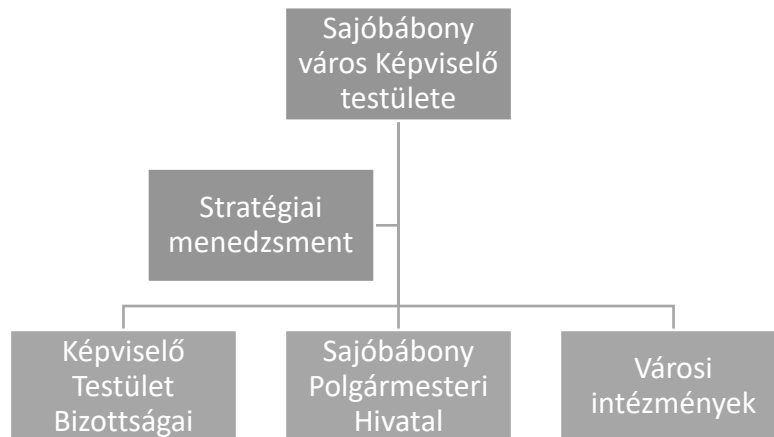 Sajóbábony
város Képviselő
testülete
Stratégiai
menedzsment
Képviselő
Testület
Bizottságai
Sajóbábony
Polgármesteri
Hivatal
Városi
intézmények